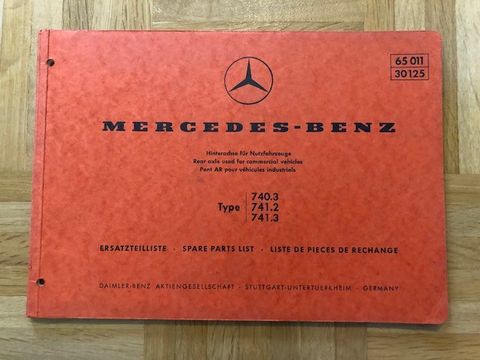 65 011
30125
MERCEDES-BENZ
Hinterachse für Nutzfahrzeuge
Rear axle used for commercial vehicles
Pont AR pour véhicules industriels
740.3
Type 741.2
741.3
ERSATZTEILLISTE · SPARE PARTS LIST · LISTE DE PIECES DE RECHANGE
DAIMLER-BENZ AKTIENGESELLSCHAFT · STUTTGART-UNTERTUERKHEIM · GERMANY